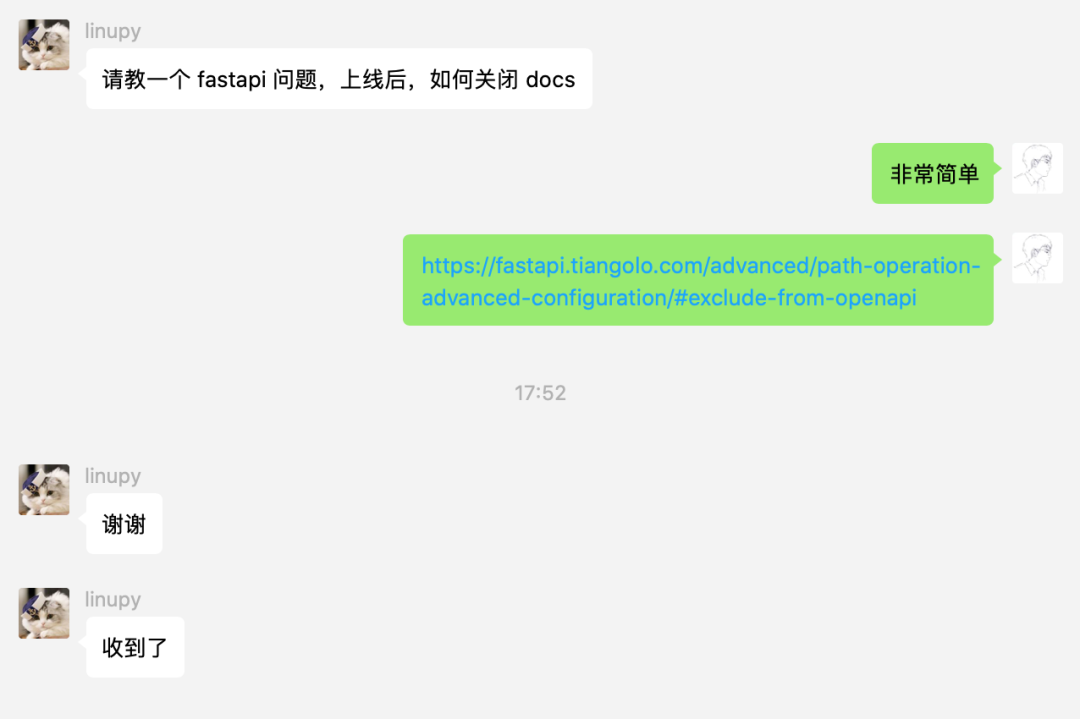 linupy
请教一个 fastapi 问题，上线后，如何关闭 docs
非常简单
https://fastapi.tiangolo.com/advanced/path-operation-
advanced-configuration/#exclude-from-openapi
17:52
linupy
谢谢
linupy
收到了